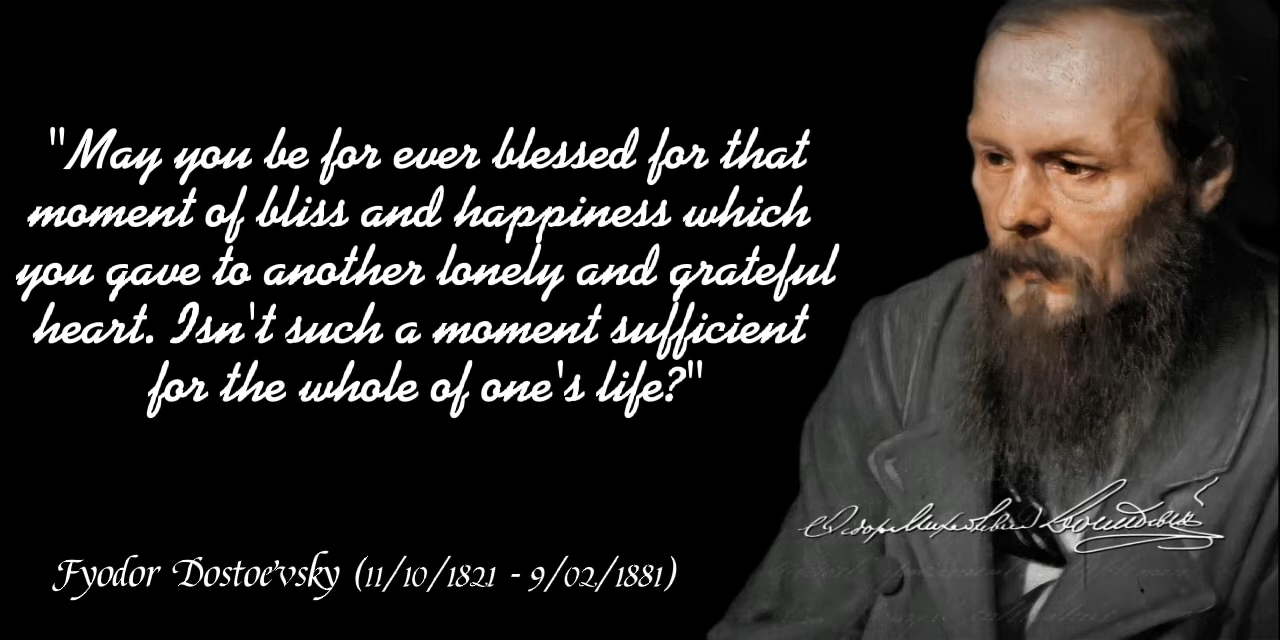 "May you be for ever blessed for that
moment of bliss and happiness which
you gave to another lonely and grateful
heart. Isn't such a moment sufficient
for the whole of one's life?"
Fyodor Dostoevsky (11/10/1821 - 9/02/1881)